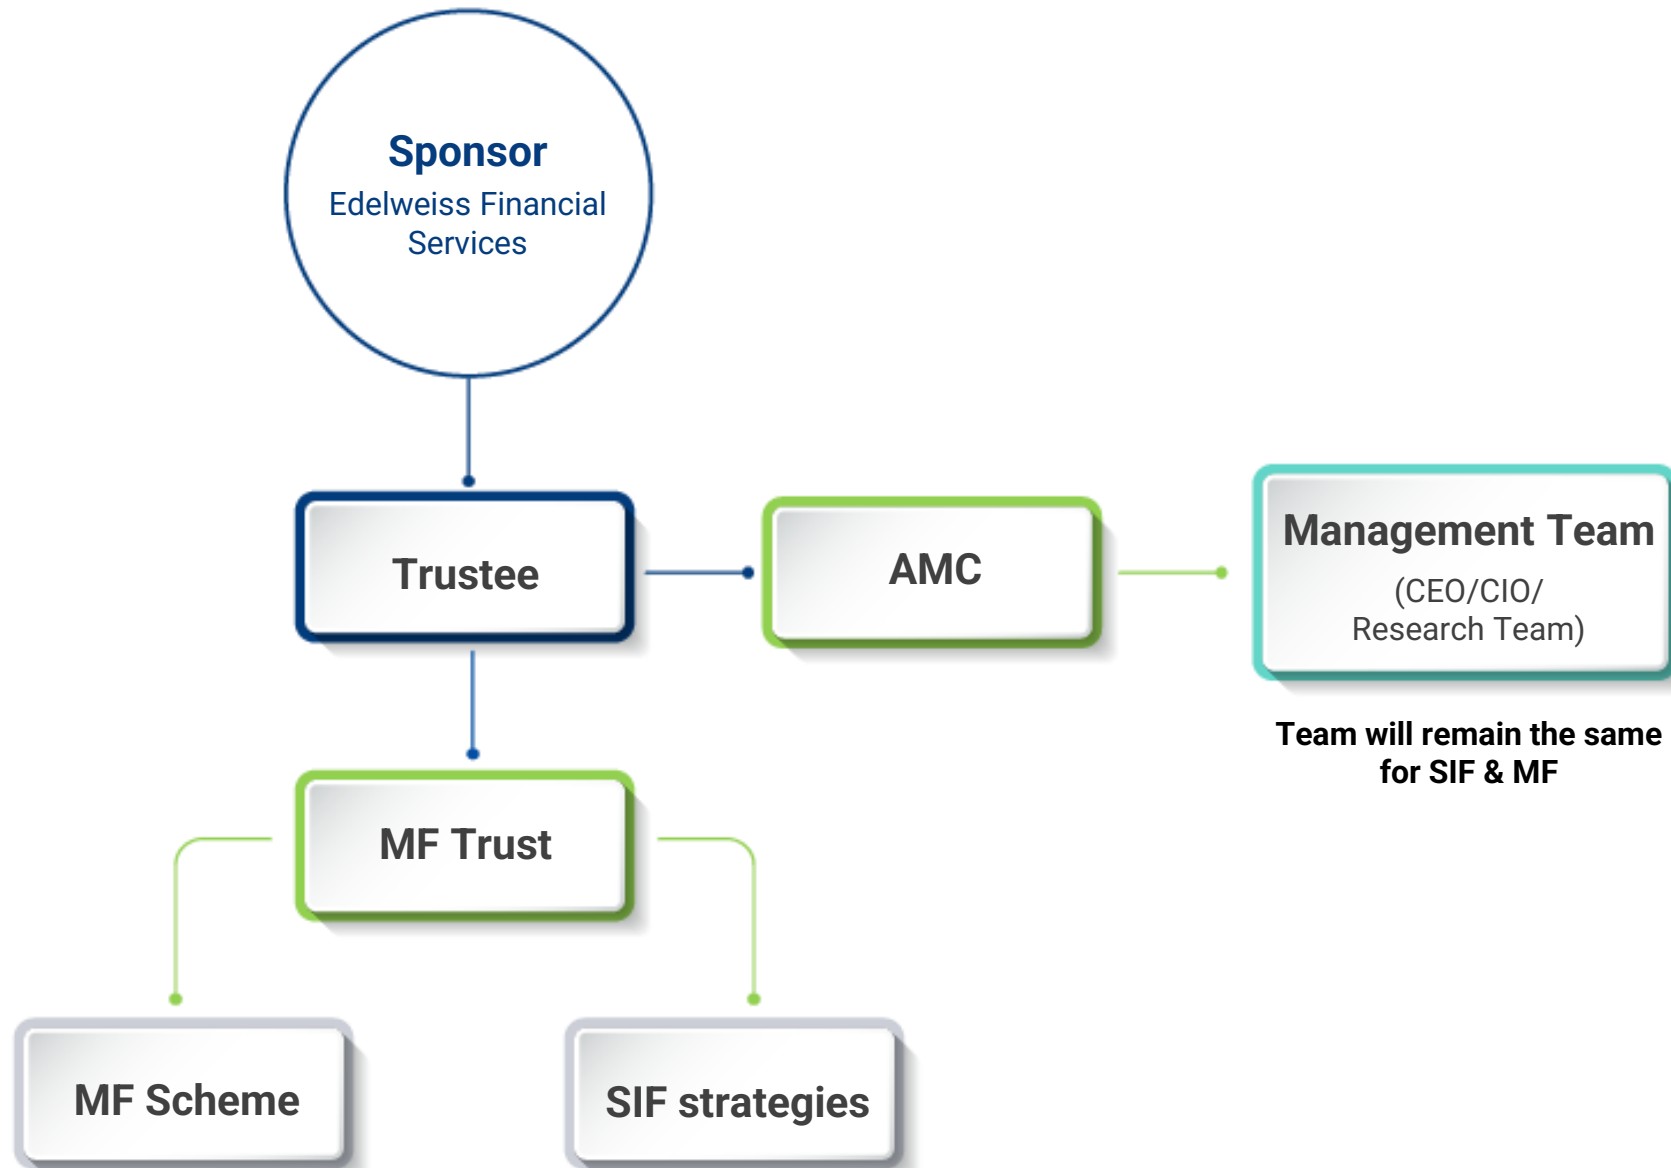 Sponsor
Edelweiss Financial
Services
Trustee
AMC
Management Team
(CEO/CIO/
Research Team)
Team will remain the same
for SIF & MF
MF Trust
MF Scheme
SIF strategies